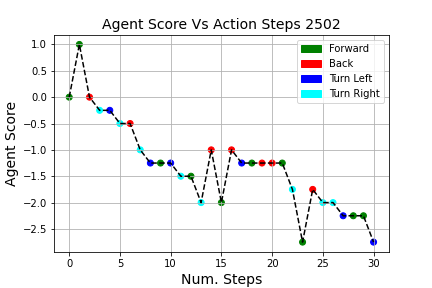 Agent Score Vs Action Steps 2502
Agent Score
1.0
0.5
0.0
−0.5
−1.0
−1.5
−2.0
−2.5
Forward
Back
Turn Left
Turn Right
0 5 10 15 20 25 30
Num. Steps